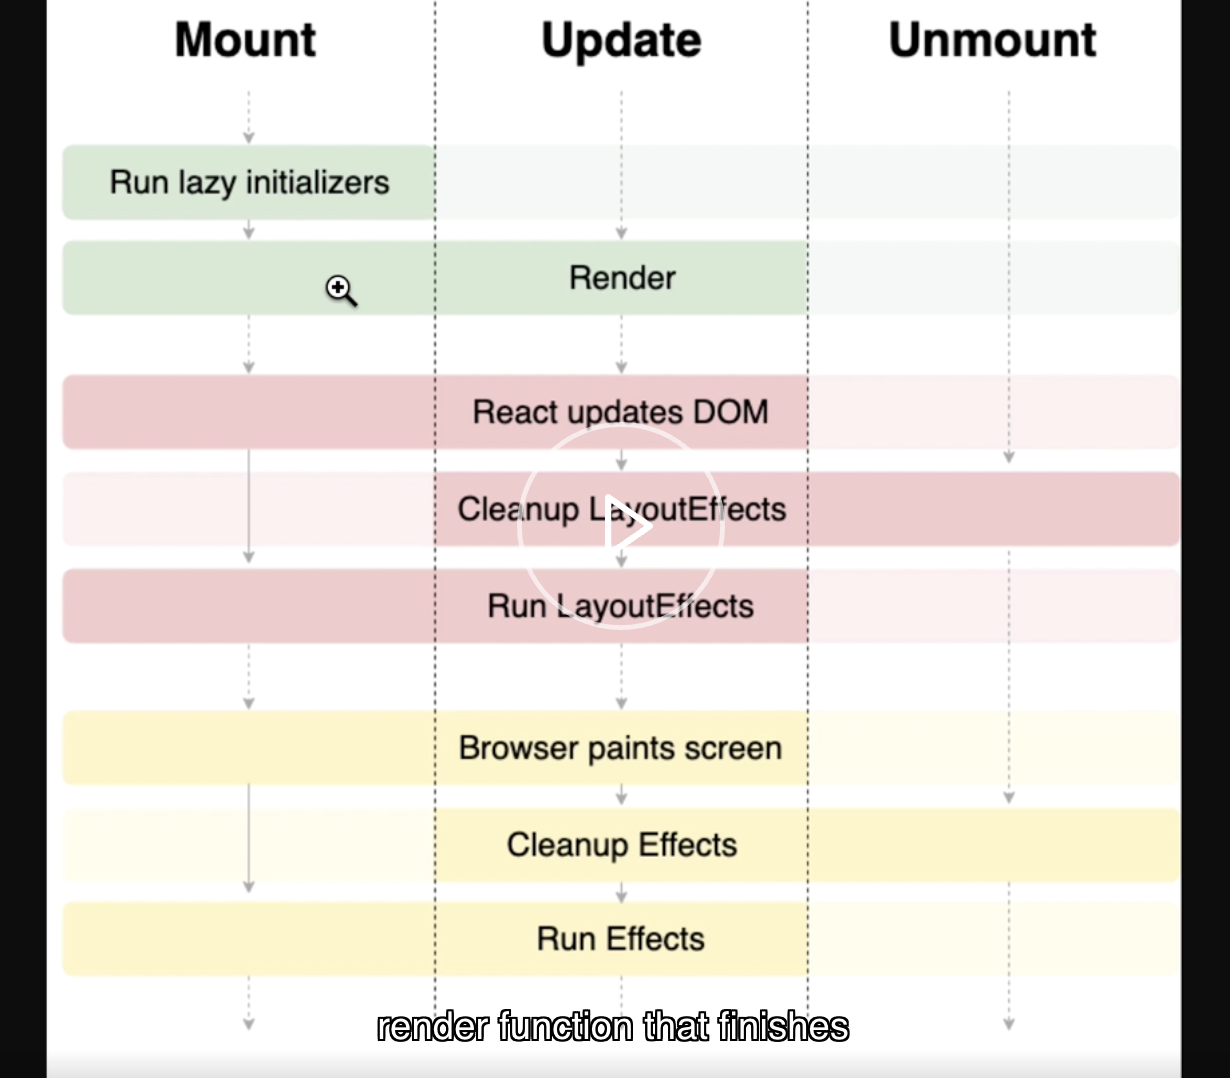 Mount
Update
Unmount
Run lazy initializers
Render
React updates DOM
Cleanup LayoutEffects
Run LayoutEffects
Browser paints screen
Cleanup Effects
Run Effects
render function that finishes